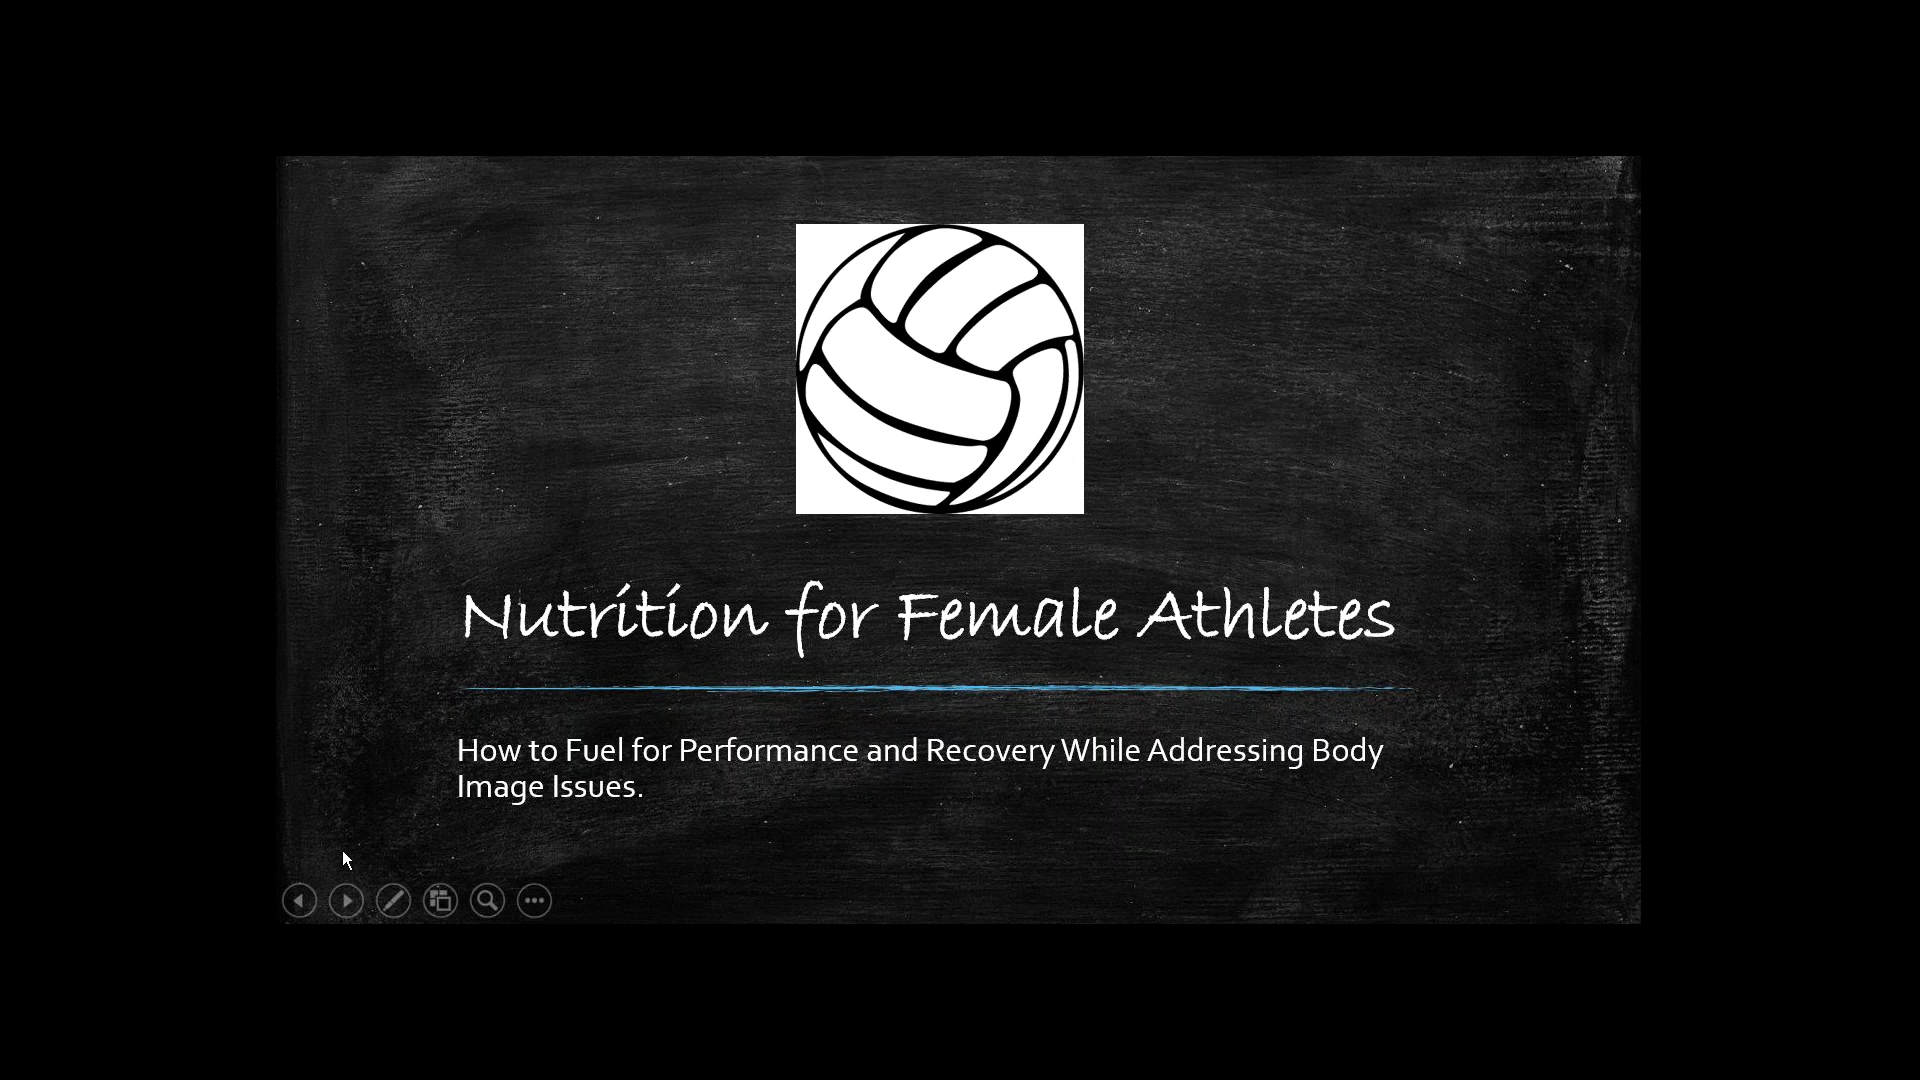 Nutrition for Female Athletes
How to Fuel for Performance and Recovery While Addressing Body
Image Issues.